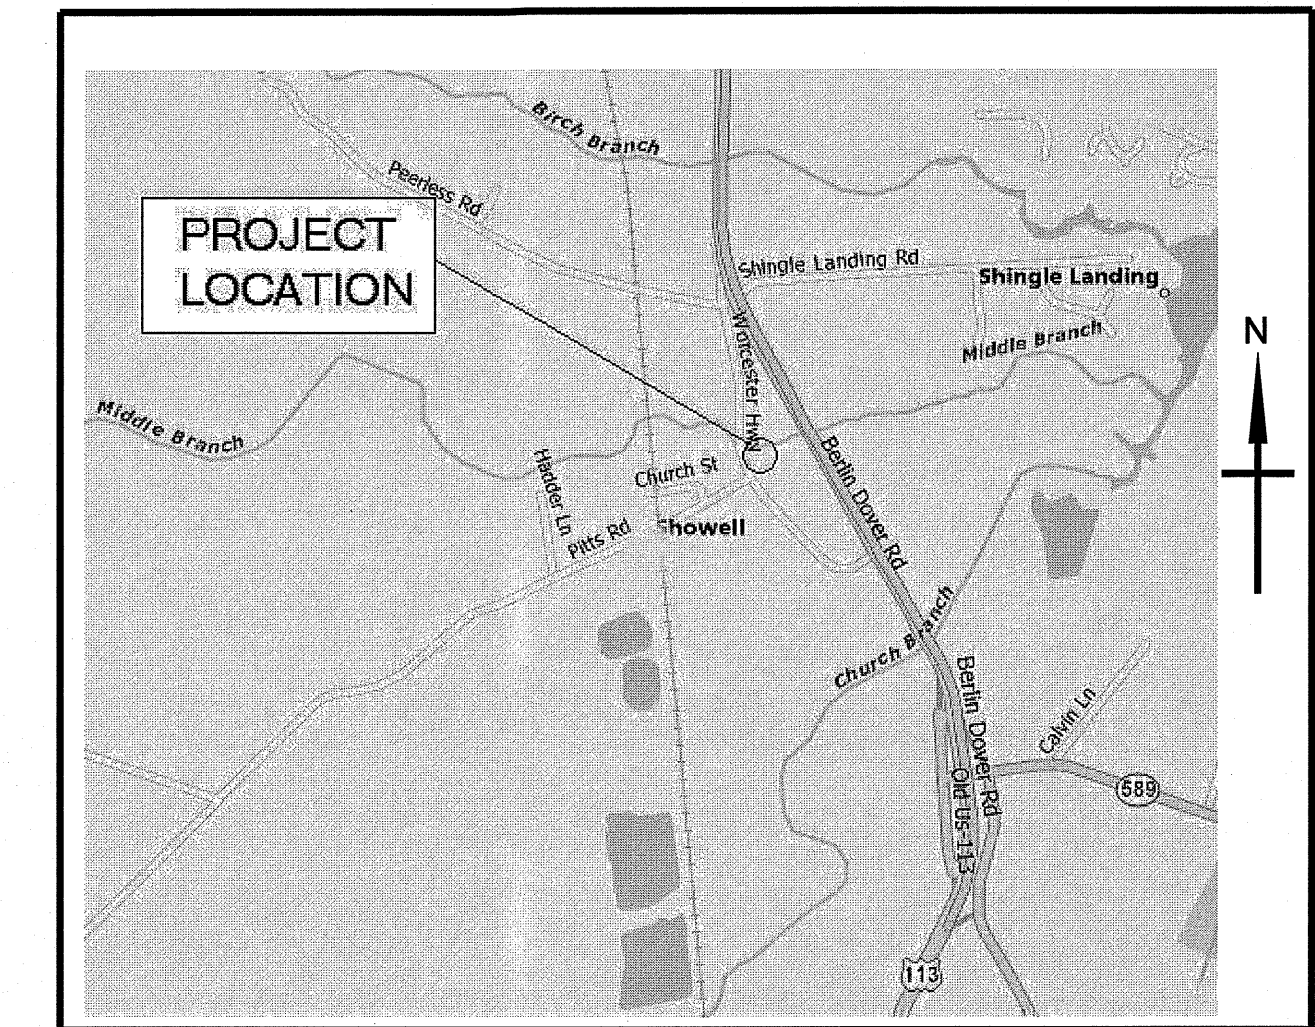 Birch Branch
Peerless Rd
PROJECT
LOCATION
Shingle Landing Rd
Shingle Landing
N
Worcester Hwy
Middle Branch
Middle Branch
Hadder Ln
Church St
Berlin Dover Rd
Pitts Rd
Showell
Church Branch
Berlin Dover Rd
Calvin Ln
Old Us-113
589
113